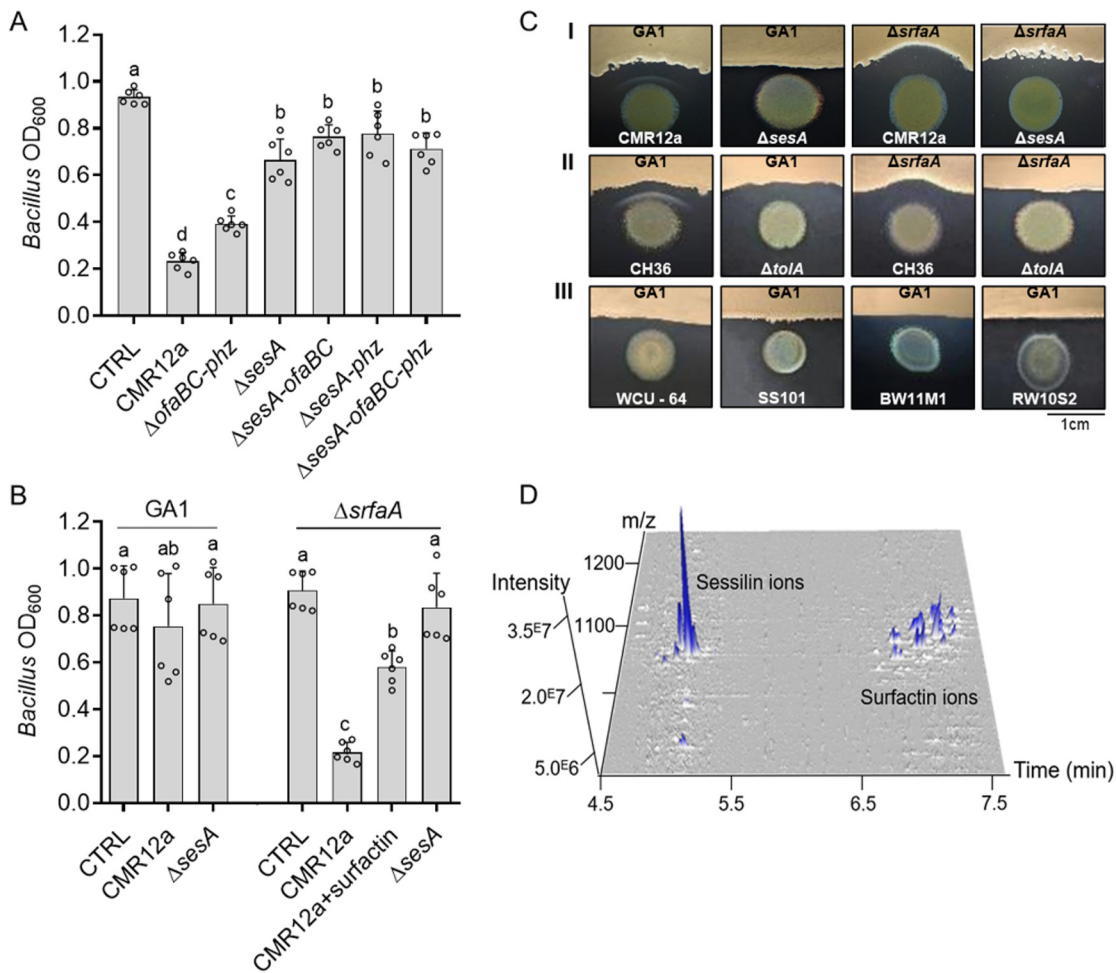 A
Bacillus OD600
1.2
1.0
0.8
0.6
0.4
0.2
0.0
a
d
c
b
b
b
b
CTRL
CMR12a
ΔofaBC-phz
ΔsesA
ΔsesA-ofaBC
ΔsesA-phz
ΔsesA-ofaBC-phz
B
GA1
ΔsrfaA
Bacillus OD600
1.2
1.0
0.8
0.6
0.4
0.2
0.0
a
ab
a
a
c
b
a
CTRL
CMR12a
ΔsesA
CTRL
CMR12a
CMR12a+surfactin
ΔsesA
C
I
GA1
GA1
ΔsrfaA
ΔsrfaA
CMR12a
ΔsesA
CMR12a
ΔsesA
II
GA1
GA1
ΔsrfaA
ΔsrfaA
CH36
ΔtolA
CH36
ΔtolA
III
GA1
GA1
GA1
GA1
WCU - 64
SS101
BW11M1
RW10S2
1cm
D
m/z
1200
1100
Intensity
3.5E7
2.0E7
5.0E6
Sessilin ions
Surfactin ions
4.5
5.5
6.5
7.5
Time (min)